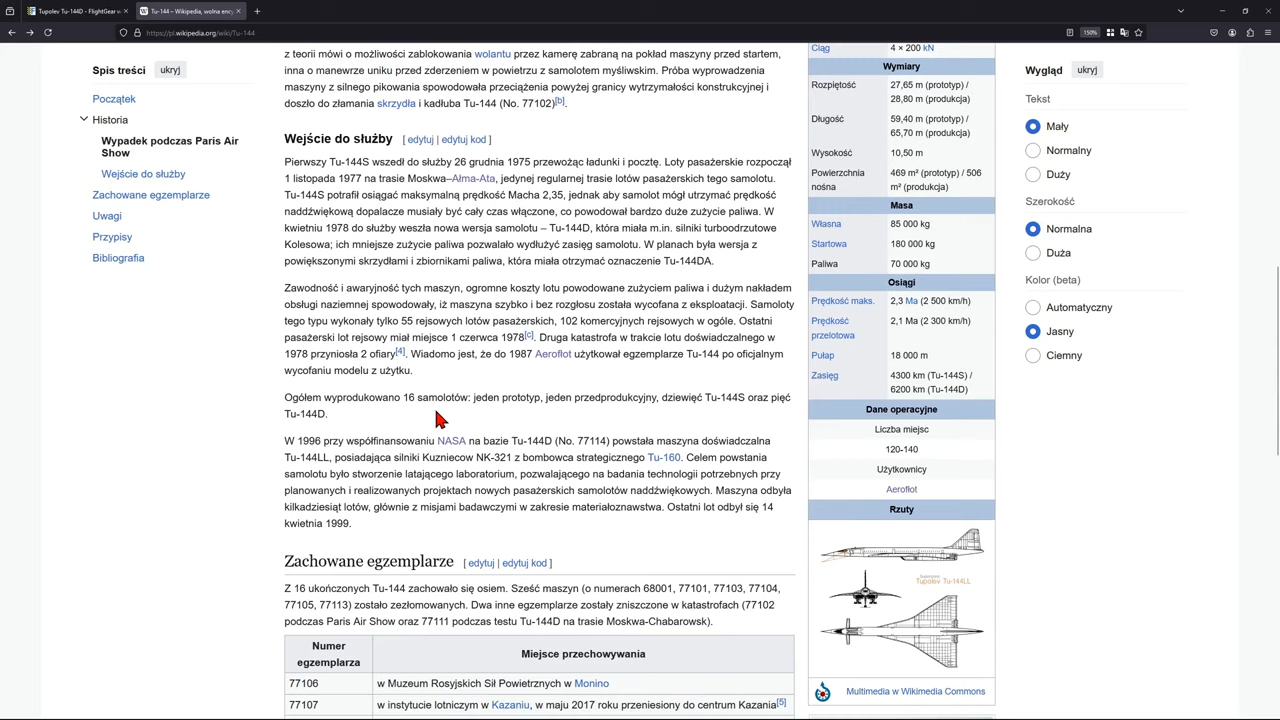 Tupolev Tu-144D - FlightGear w
Tu-144 – Wikipedia, wolna enc
https://pl.wikipedia.org/wiki/Tu-144
150%
Spis treści ukryj
Początek
Historia
Wypadek podczas Paris Air
Show
Wejście do służby
Zachowane egzemplarze
Uwagi
Przypisy
Bibliografia
z teorii mówi o możliwości zablokowania wolantu przez kamerę zabraną na pokład maszyny przed startem,
inna o manewrze uniku przed zderzeniem w powietrzu z samolotem myśliwskim. Próba wyprowadzenia
maszyny z silnego pikowania spowodowała przeciążenia powyżej granicy wytrzymałości konstrukcyjnej i
doszło do złamania skrzydła i kadłuba Tu-144 (No. 77102)[b].
Wejście do służby [ edytuj | edytuj kod ]
Pierwszy Tu-144S wszedł do służby 26 grudnia 1975 przewożąc ładunki i pocztę. Loty pasażerskie rozpoczął
1 listopada 1977 na trasie Moskwa–Ałma-Ata, jedynej regularnej trasie lotów pasażerskich tego samolotu.
Tu-144S potrafił osiągać maksymalną prędkość Macha 2,35, jednak aby samolot mógł utrzymać prędkość
naddźwiękową dopalacze musiały być cały czas włączone, co powodował bardzo duże zużycie paliwa. W
kwietniu 1978 do służby weszła nowa wersja samolotu – Tu-144D, która miała m.in. silniki turboodrzutowe
Kolesowa; ich mniejsze zużycie paliwa pozwalało wydłużyć zasięg samolotu. W planach była wersja z
powiększonymi skrzydłami i zbiornikami paliwa, która miała otrzymać oznaczenie Tu-144DA.
Zawodność i awaryjność tych maszyn, ogromne koszty lotu powodowane zużyciem paliwa i dużym nakładem
obsługi naziemnej spowodowały, iż maszyna szybko i bez rozgłosu została wycofana z eksploatacji. Samoloty
tego typu wykonały tylko 55 rejsowych lotów pasażerskich, 102 komercyjnych rejsowych w ogóle. Ostatni
pasażerski lot rejsowy miał miejsce 1 czerwca 1978[c]. Druga katastrofa w trakcie lotu doświadczalnego w
1978 przyniosła 2 ofiary[4]. Wiadomo jest, że do 1987 Aerofłot użytkował egzemplarze Tu-144 po oficjalnym
wycofaniu modelu z użytku.
Ogółem wyprodukowano 16 samolotów: jeden prototyp, jeden przedprodukcyjny, dziewięć Tu-144S oraz pięć
Tu-144D.
W 1996 przy współfinansowaniu NASA na bazie Tu-144D (No. 77114) powstała maszyna doświadczalna
Tu-144LL, posiadająca silniki Kuzniecow NK-321 z bombowca strategicznego Tu-160. Celem powstania
samolotu było stworzenie latającego laboratorium, pozwalającego na badania technologii potrzebnych przy
planowanych i realizowanych projektach nowych pasażerskich samolotów naddźwiękowych. Maszyna odbyła
kilkadziesiąt lotów, głównie z misjami badawczymi w zakresie materiałoznawstwa. Ostatni lot odbył się 14
kwietnia 1999.
Zachowane egzemplarze [ edytuj | edytuj kod ]
Z 16 ukończonych Tu-144 zachowało się osiem. Sześć maszyn (o numerach 68001, 77101, 77103, 77104,
77105, 77113) zostało zezłomowanych. Dwa inne egzemplarze zostały zniszczone w katastrofach (77102
podczas Paris Air Show oraz 77111 podczas testu Tu-144D na trasie Moskwa-Chabarowsk).
Numer
egzemplarza
Miejsce przechowywania
77106 w Muzeum Rosyjskich Sił Powietrznych w Monino
77107 w instytucie lotniczym w Kazaniu, w maju 2017 roku przeniesiony do centrum Kazania[5]
Ciąg 4 × 200 kN
Wymiary
Rozpiętość 27,65 m (prototyp) /
28,80 m (produkcja)
Długość 59,40 m (prototyp) /
65,70 m (produkcja)
Wysokość 10,50 m
Powierzchnia 469 m² (prototyp) / 506
nośna m² (produkcja)
Masa
Własna 85 000 kg
Startowa 180 000 kg
Paliwa 70 000 kg
Osiągi
Prędkość maks. 2,3 Ma (2 500 km/h)
Prędkość 2,1 Ma (2 300 km/h)
przelotowa
Pułap 18 000 m
Zasięg 4300 km (Tu-144S) /
6200 km (Tu-144D)
Dane operacyjne
Liczba miejsc
120-140
Użytkownicy
Aerofłot
Rzuty
Tupolev Tu-144LL
Multimedia w Wikimedia Commons
Wygląd ukryj
Tekst
Mały
Normalny
Duży
Szerokość
Normalna
Duża
Kolor (beta)
Automatyczny
Jasny
Ciemny